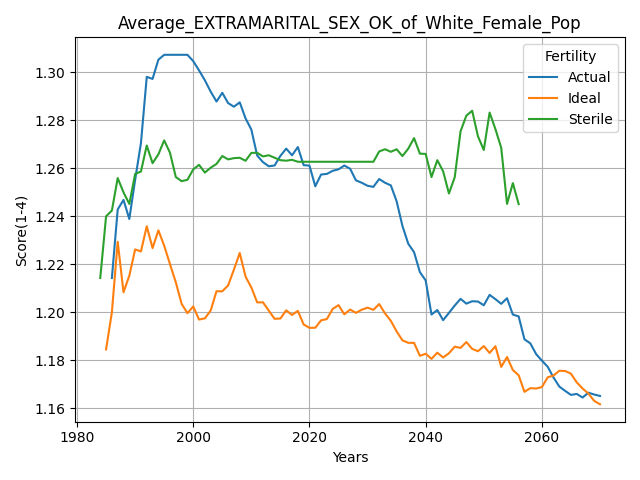 Average_EXTRAMARITAL_SEX_OK_of_White_Female_Pop
Fertility
Actual
Ideal
Sterile
Score(1-4)
1.30
1.28
1.26
1.24
1.22
1.20
1.18
1.16
1980
2000
2020
2040
2060
Years